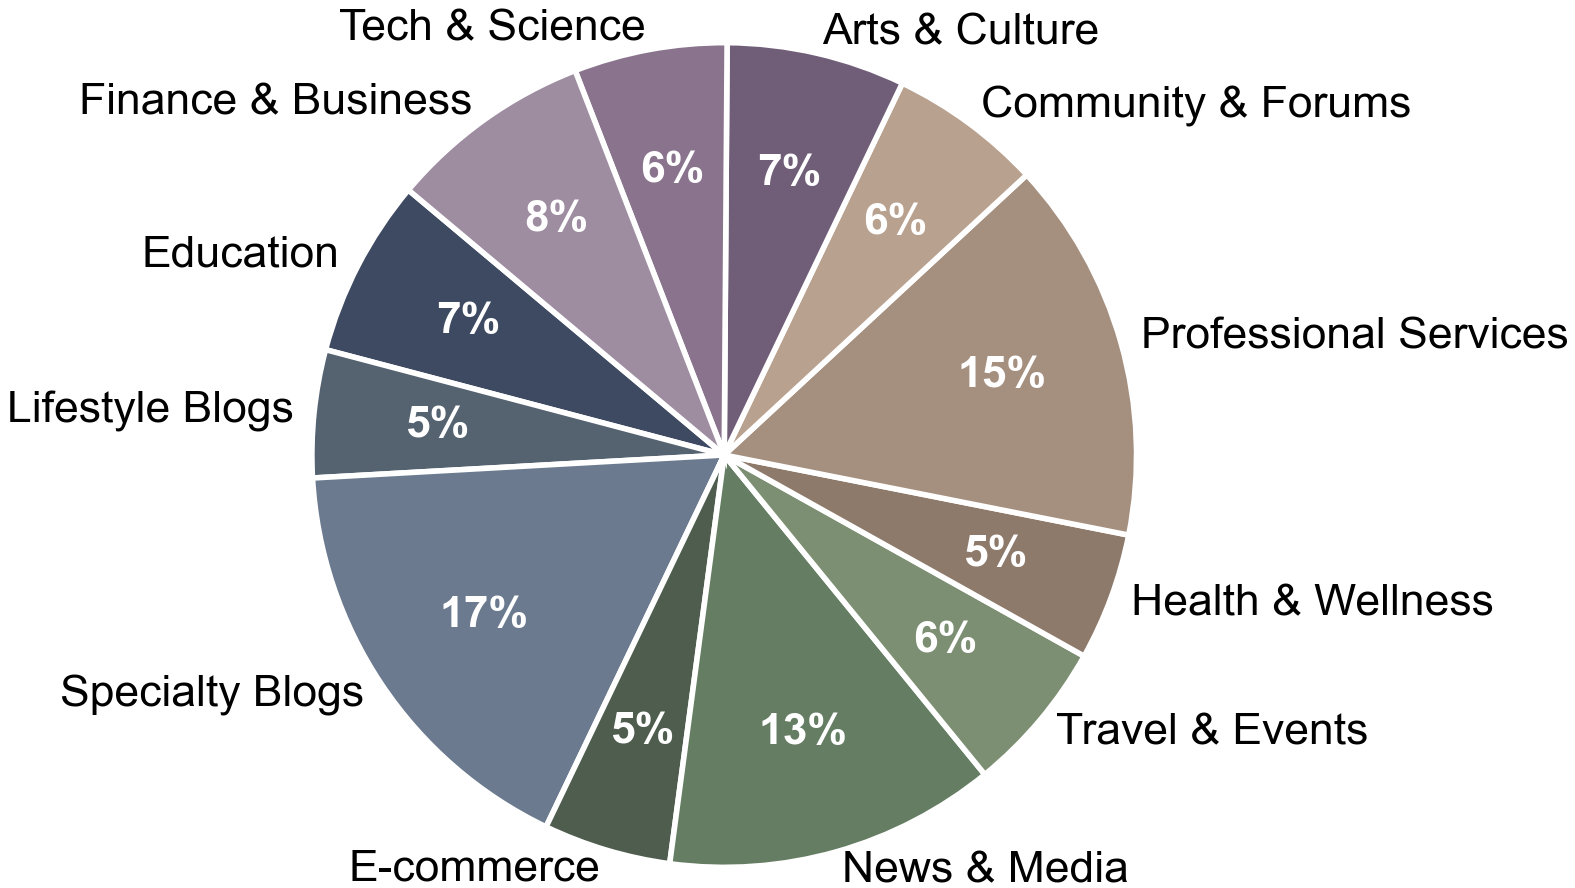 Tech & Science
Arts & Culture
Finance & Business
Community & Forums
6%
7%
8%
6%
Education
7%
Professional Services
15%
Lifestyle Blogs
5%
5%
Health & Wellness
17%
6%
Specialty Blogs
5%
13%
Travel & Events
E-commerce
News & Media